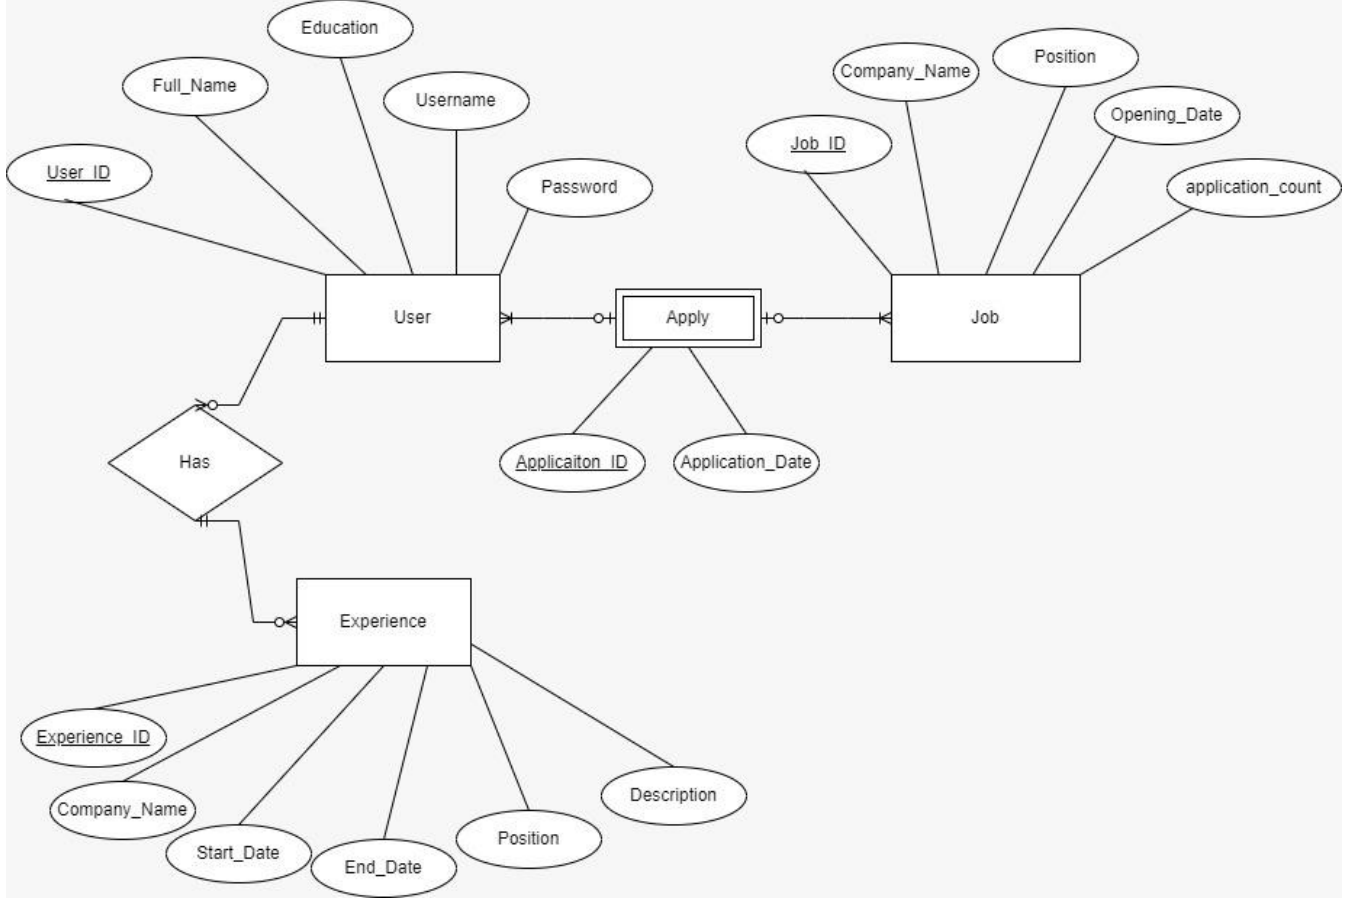 Education
Full_Name
Username
User_ID
Password
Company_Name
Position
Opening_Date
Job_ID
application_count
User
Apply
Job
Has
Applicaiton_ID
Application_Date
Experience
Experience_ID
Company_Name
Start_Date
End_Date
Position
Description